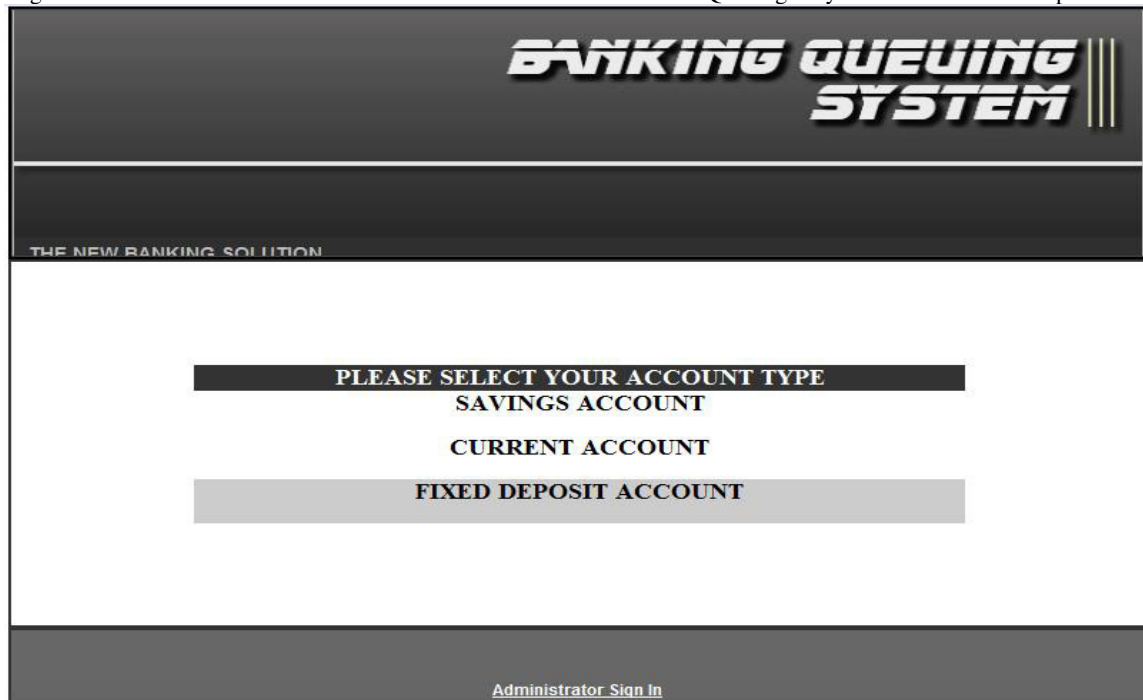 BANKING QUEUING
SYSTEM
THE NEW BANKING SOLUTION
PLEASE SELECT YOUR ACCOUNT TYPE
SAVINGS ACCOUNT
CURRENT ACCOUNT
FIXED DEPOSIT ACCOUNT
Administrator Sign In